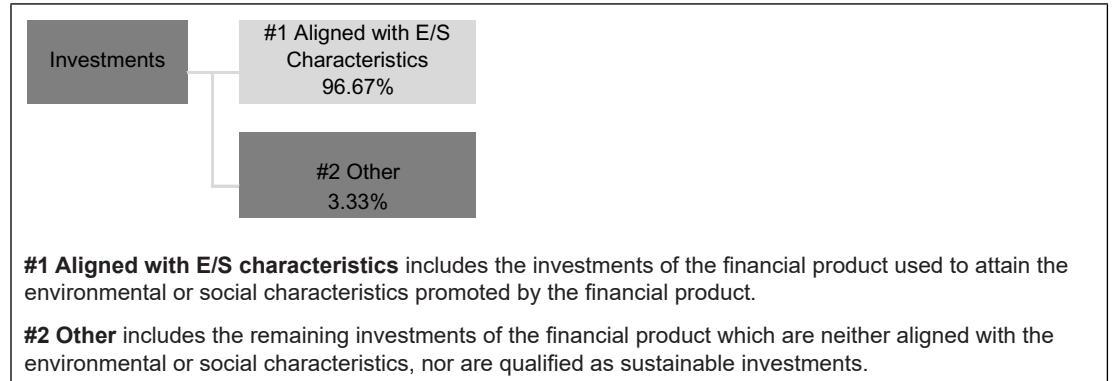 Investments
#1 Aligned with E/S
Characteristics
96.67%
#2 Other
3.33%
#1 Aligned with E/S characteristics includes the investments of the financial product used to attain the
environmental or social characteristics promoted by the financial product.
#2 Other includes the remaining investments of the financial product which are neither aligned with the
environmental or social characteristics, nor are qualified as sustainable investments.